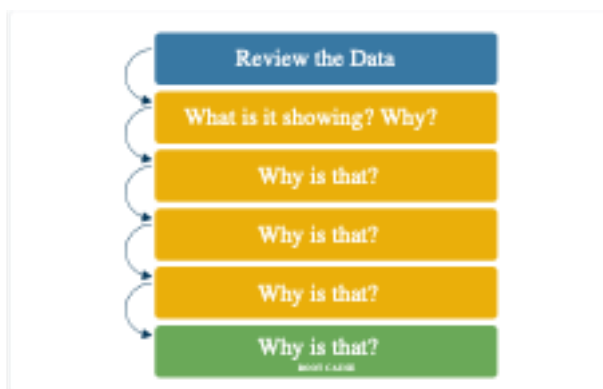 Review the Data
What is it showing? Why?
Why is that?
Why is that?
Why is that?
Why is that?
ROOT CAUSE